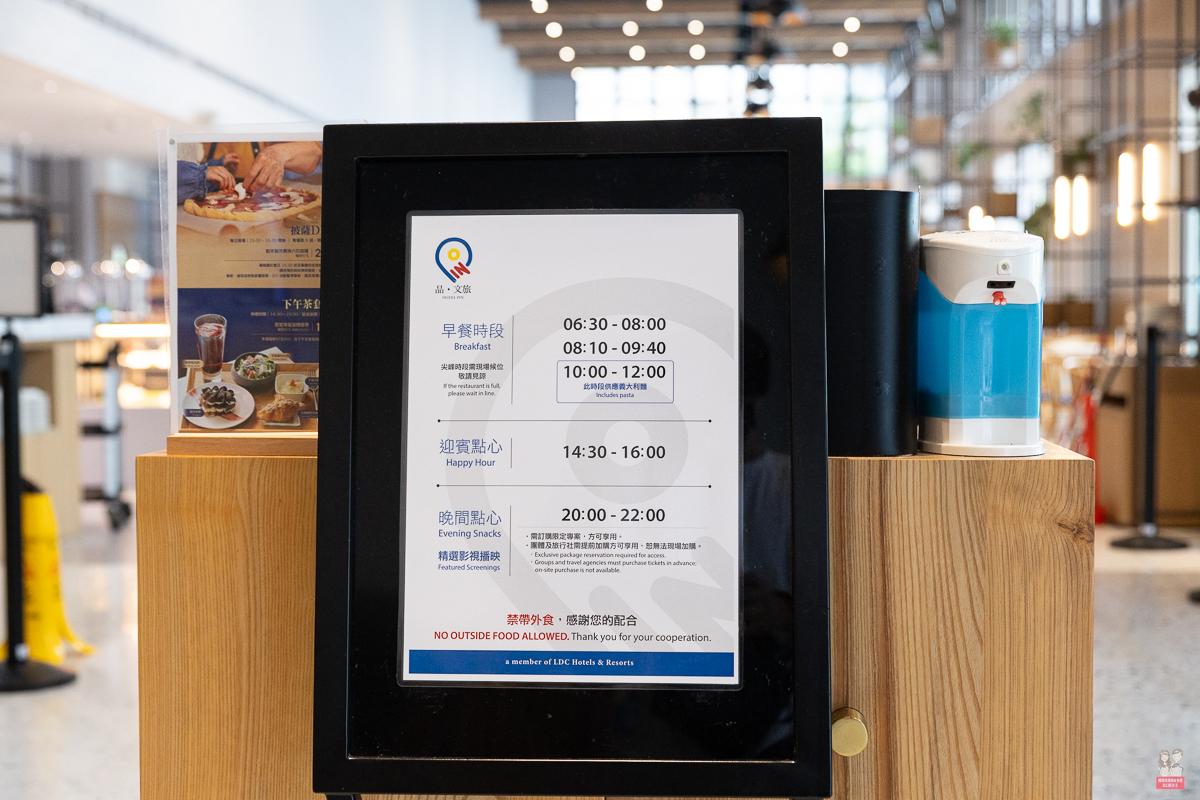 IN
品・文旅
HOTEL PIN
早餐時段
Breakfast
尖峰時段需現場候位
敬請見諒
If the restaurant is full,
please wait in line.
06:30 - 08:00
08:10 - 09:40
10:00 - 12:00
此時段供應義大利麵
Includes pasta
迎賓點心
Happy Hour
14:30 - 16:00
晚間點心
Evening Snacks
精選影視播映
Featured Screenings
20:00 - 22:00
・需訂購限定專案，方可享用。
・團體及旅行社需提前加購方可享用，恕無法現場加購。
・Exclusive package reservation required for access.
・Groups and travel agencies must purchase tickets in advance;
on-site purchase is not available.
禁帶外食，感謝您的配合
NO OUTSIDE FOOD ALLOWED. Thank you for your cooperation.
a member of LDC Hotels & Resorts
披薩D
下午茶套